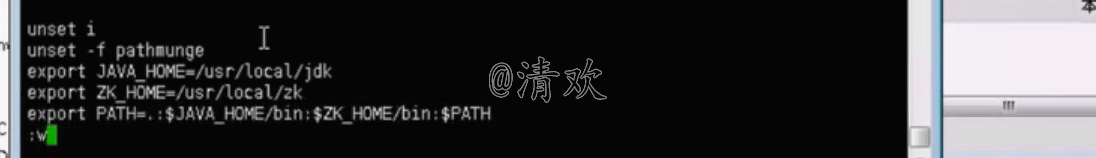 unset i
unset -f pathmunge
export JAVA_HOME=/usr/local/jdk
export ZK_HOME=/usr/local/zk
export PATH=.:$JAVA_HOME/bin:$ZK_HOME/bin:$PATH
:w
@清欢
本